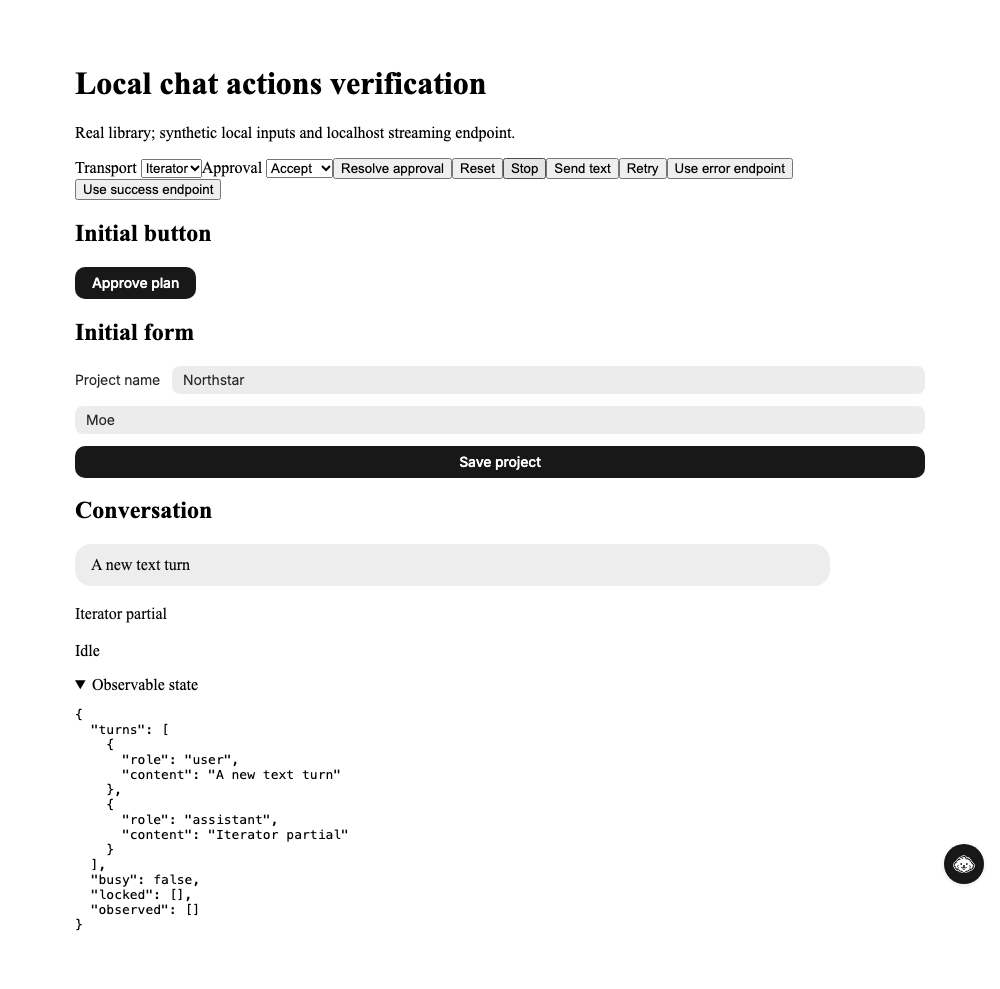 Local chat actions verification
Real library; synthetic local inputs and localhost streaming endpoint.
Transport Iterator Approval Accept Resolve approval Reset Stop Send text Retry Use error endpoint
Use success endpoint
Initial button
Approve plan
Initial form
Project name Northstar
Moe
Save project
Conversation
A new text turn
Iterator partial
Idle
▼ Observable state
{
  "turns": [
    {
      "role": "user",
      "content": "A new text turn"
    },
    {
      "role": "assistant",
      "content": "Iterator partial"
    }
  ],
  "busy": false,
  "locked": [],
  "observed": []
}